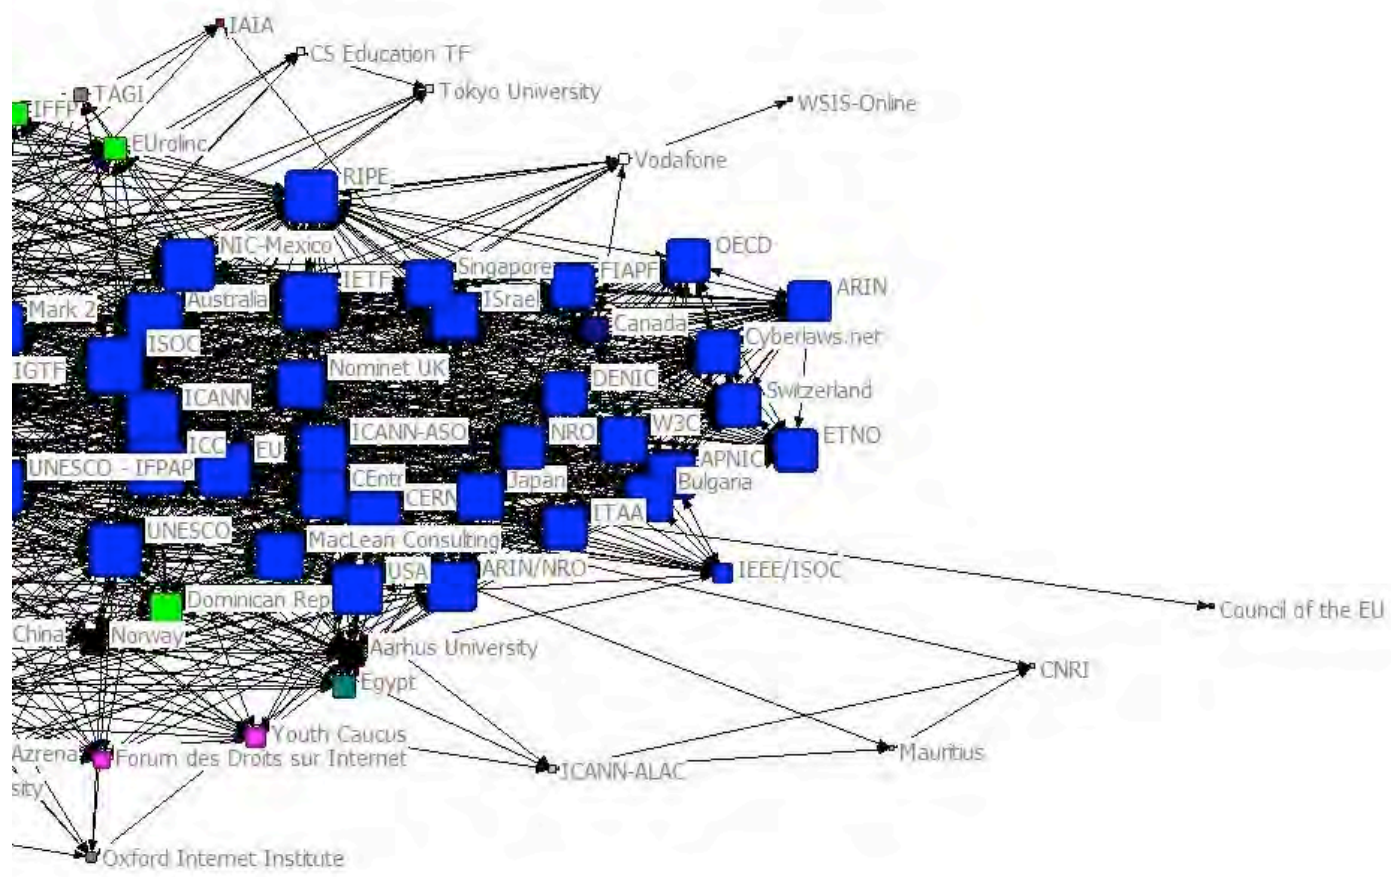 IAIA
CS Education TF
TAGI
Tokyo University
WSIS-Online
IFFP
EUrolinc
Vodafone
RIPE
NIC-Mexico
OECD
IETF
Singapore
FIAPF
ARIN
Mark 2
Australia
ISrael
Canada
Cyberlaws.net
ISOC
IGTF
Nominet UK
DENIC
Switzerland
ICANN
ICANN-ASO
NRO
W3C
ETNO
ICC
EU
UNESCO - IFPAP
APNIC
CEntr
Japan
Bulgaria
CERN
ITAA
UNESCO
MacLean Consulting
USA
ARIN/NRO
IEEE/ISOC
Dominican Rep
Council of the EU
China
Norway
Aarhus University
CNRI
Egypt
Youth Caucus
Azrena
Forum des Droits sur Internet
Mauritius
ICANN-ALAC
sity
Oxford Internet Institute